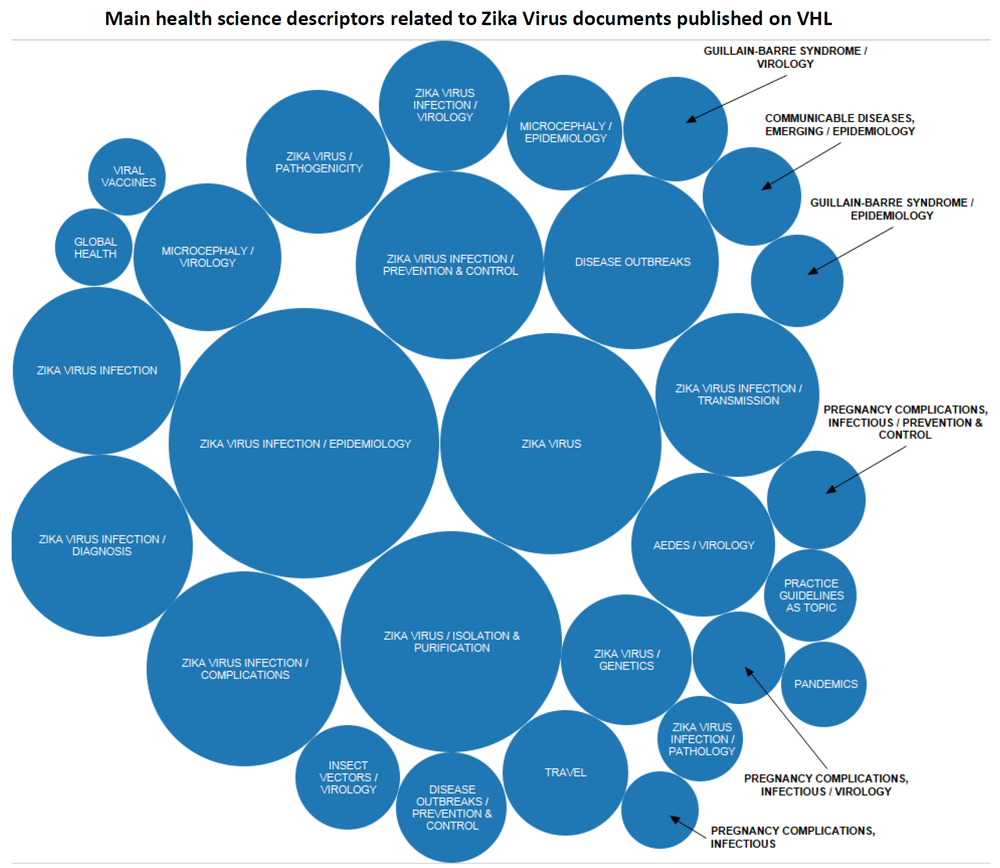 Main health science descriptors related to Zika Virus documents published on VHL
GUILLAIN-BARRE SYNDROME /
VIROLOGY
ZIKA VIRUS
INFECTION /
VIROLOGY
MICROCEPHALY /
EPIDEMIOLOGY
COMMUNICABLE DISEASES,
EMERGING / EPIDEMIOLOGY
ZIKA VIRUS /
PATHOGENICITY
VIRAL
VACCINES
GUILLAIN-BARRE SYNDROME /
EPIDEMIOLOGY
GLOBAL
HEALTH
MICROCEPHALY /
VIROLOGY
ZIKA VIRUS INFECTION /
PREVENTION & CONTROL
DISEASE OUTBREAKS
ZIKA VIRUS INFECTION
ZIKA VIRUS INFECTION /
TRANSMISSION
PREGNANCY COMPLICATIONS,
INFECTIOUS / PREVENTION &
CONTROL
ZIKA VIRUS INFECTION / EPIDEMIOLOGY
ZIKA VIRUS
ZIKA VIRUS INFECTION /
DIAGNOSIS
AEDES / VIROLOGY
PRACTICE
GUIDELINES
AS TOPIC
ZIKA VIRUS / ISOLATION &
PURIFICATION
ZIKA VIRUS INFECTION /
COMPLICATIONS
ZIKA VIRUS /
GENETICS
PANDEMICS
ZIKA VIRUS
INFECTION /
PATHOLOGY
INSECT
VECTORS /
VIROLOGY
TRAVEL
PREGNANCY COMPLICATIONS,
INFECTIOUS / VIROLOGY
DISEASE
OUTBREAKS /
PREVENTION &
CONTROL
PREGNANCY COMPLICATIONS,
INFECTIOUS